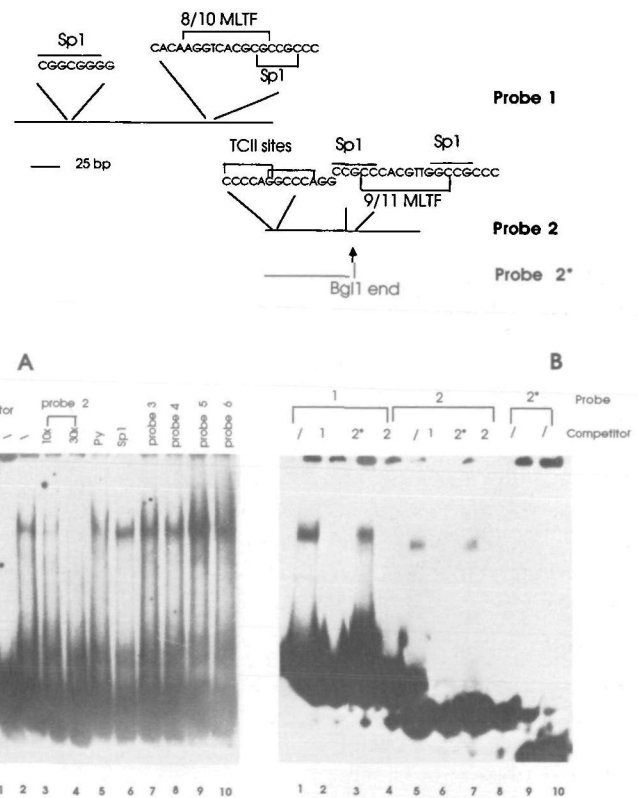 8/10 MLTF
Sp1
CACAAGGTCACGCGCCGCCC
CGGCGGGG
Sp1
Probe 1
25 bp
TCII sites
Sp1
Sp1
CCCCAGGCCCAGG
CCGCCCACGTTGGCCGCCC
9/11 MLTF
Probe 2
Probe 2*
Bgl1 end
A
B
tor
probe 2
/ / 10x 30x Py Sp1 probe 3 probe 4 probe 5 probe 6
1 2 2* Probe
/ 1 2* 2 / 1 2* 2 / / Competitor
1 2 3 4 5 6 7 8 9 10
1 2 3 4 5 6 7 8 9 10